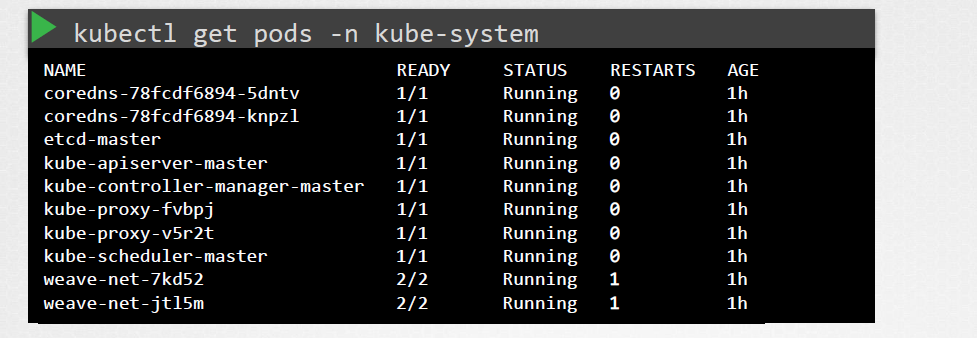 kubectl get pods -n kube-system
NAME READY STATUS RESTARTS AGE
coredns-78fcdf6894-5dntv 1/1 Running 0 1h
coredns-78fcdf6894-knpzl 1/1 Running 0 1h
etcd-master 1/1 Running 0 1h
kube-apiserver-master 1/1 Running 0 1h
kube-controller-manager-master 1/1 Running 0 1h
kube-proxy-fvbpj 1/1 Running 0 1h
kube-proxy-v5r2t 1/1 Running 0 1h
kube-scheduler-master 1/1 Running 0 1h
weave-net-7kd52 2/2 Running 1 1h
weave-net-jtl5m 2/2 Running 1 1h